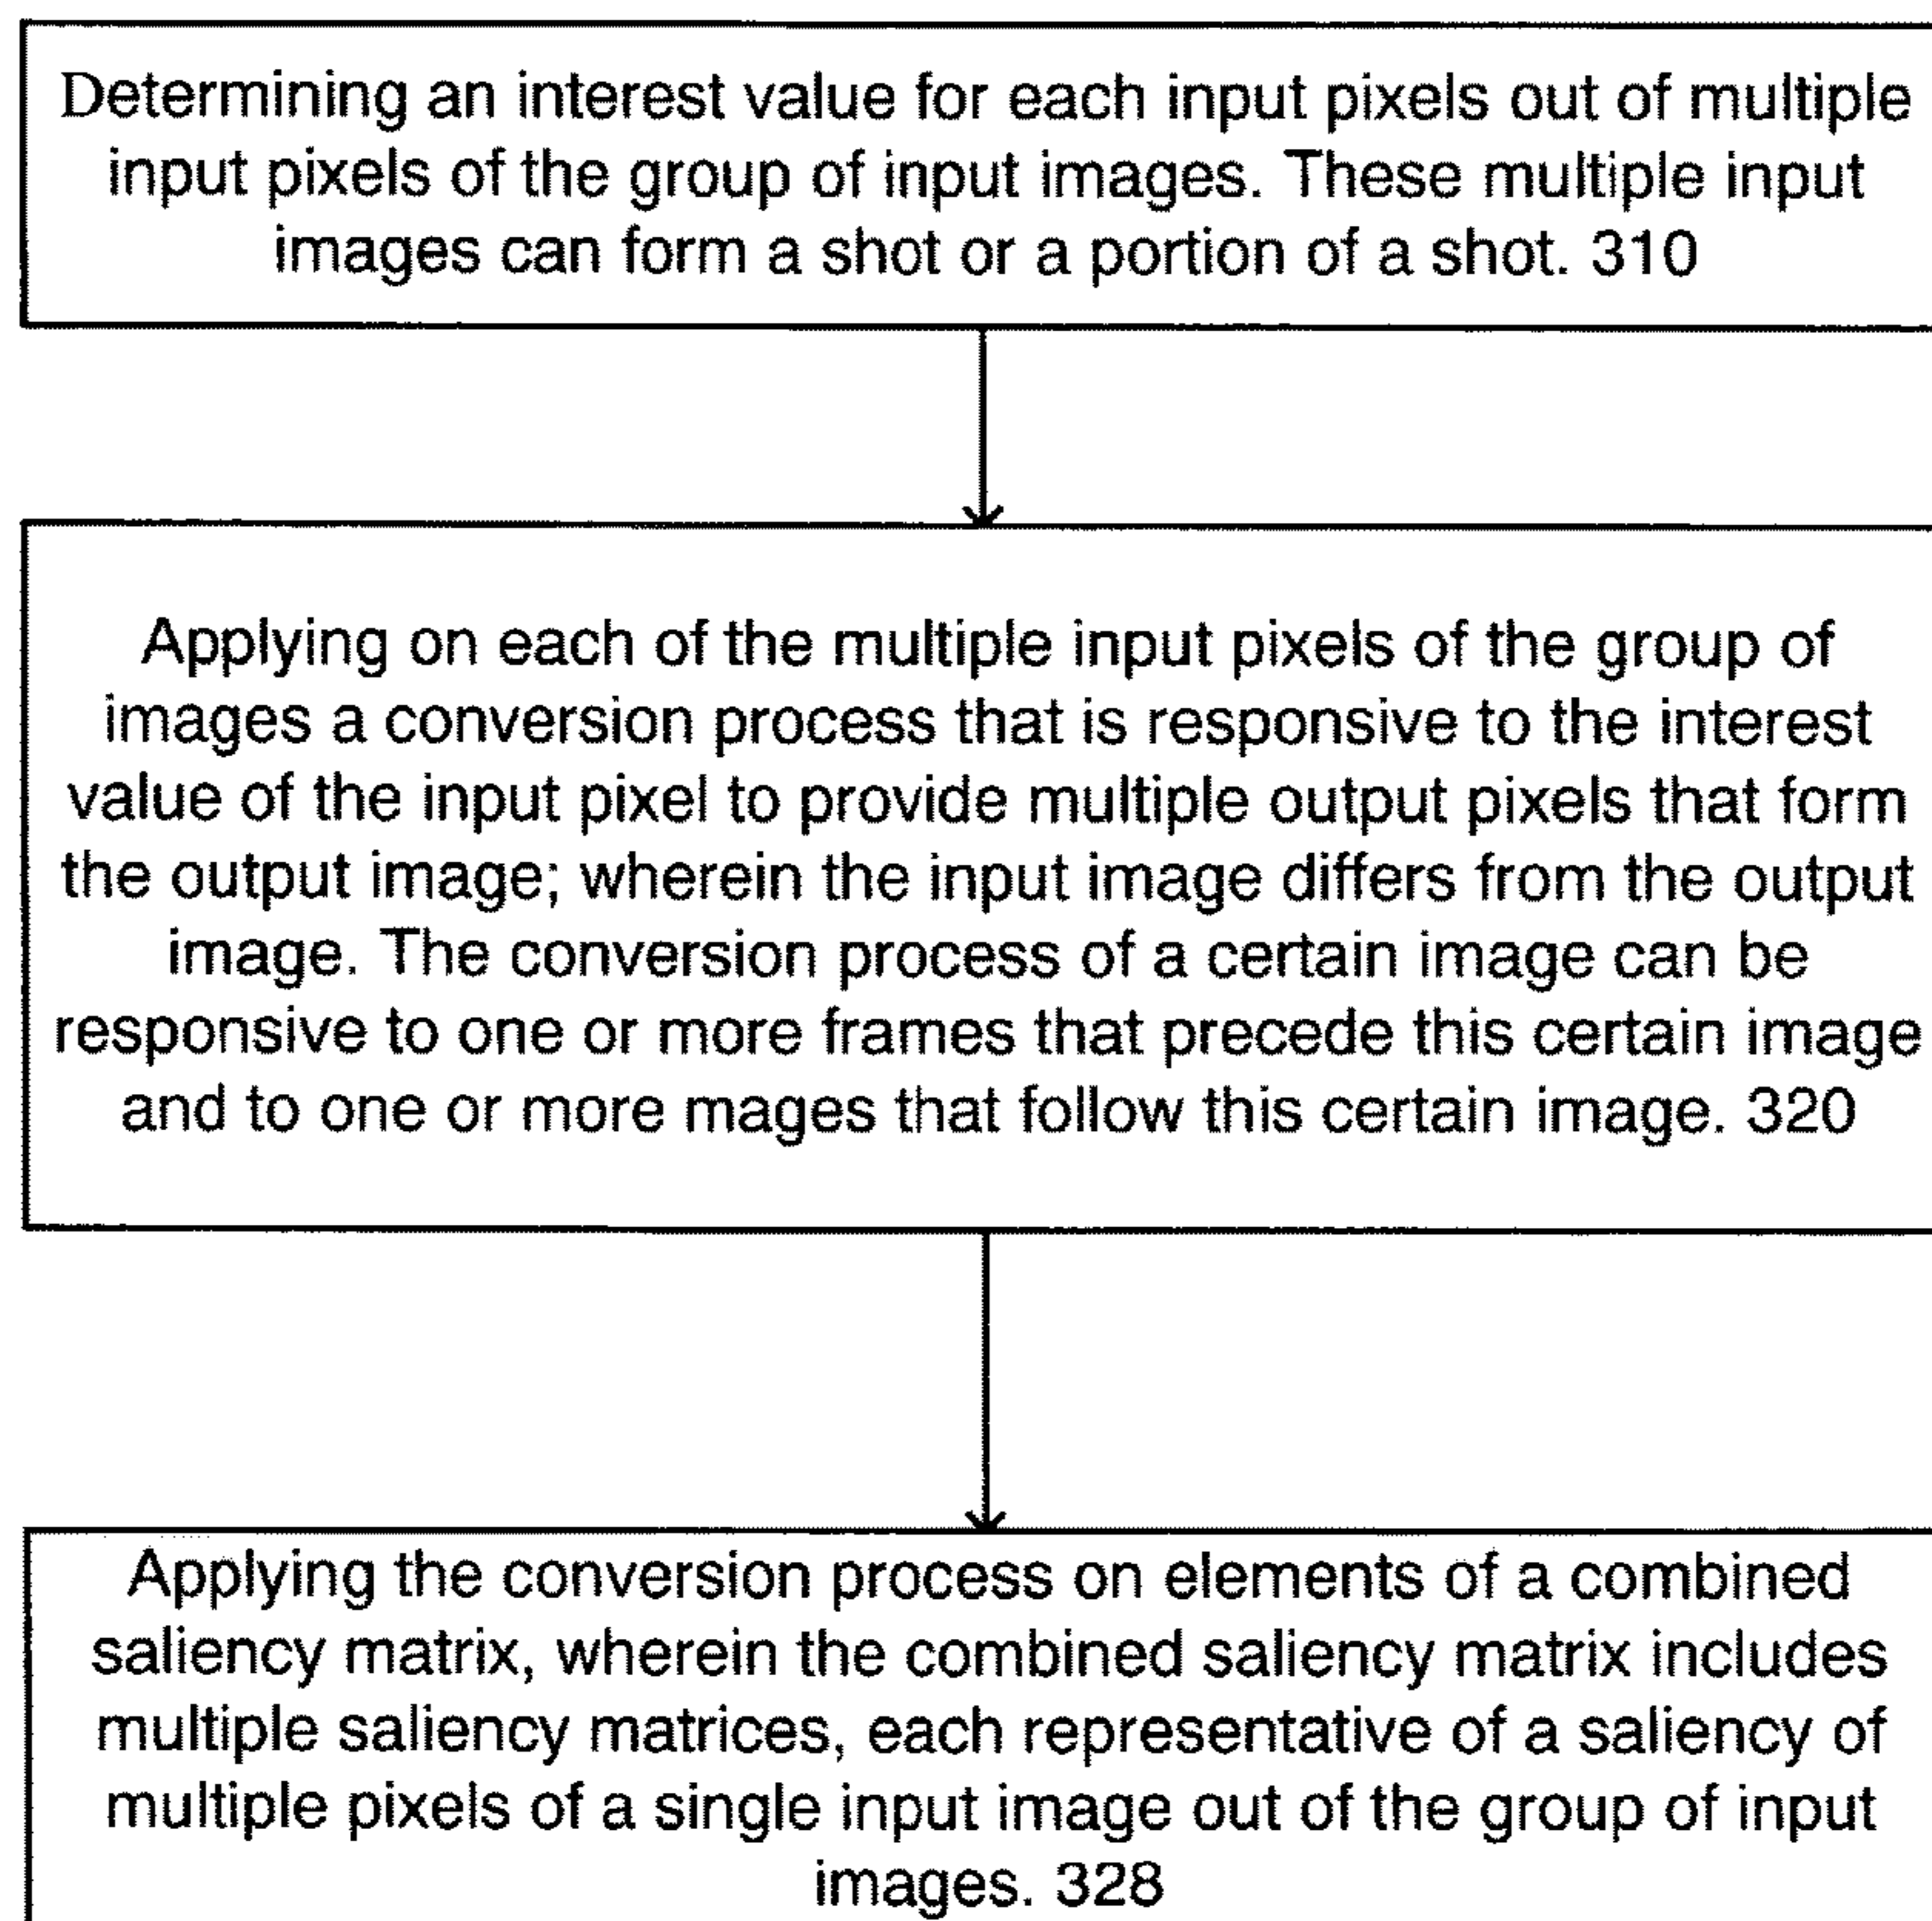 Determining an interest value for each input pixels out of multiple
input pixels of the group of input images. These multiple input
images can form a shot or a portion of a shot. 310
Applying on each of the multiple input pixels of the group of
images a conversion process that is responsive to the interest
value of the input pixel to provide multiple output pixels that form
the output image; wherein the input image differs from the output
image. The conversion process of a certain image can be
responsive to one or more frames that precede this certain image
and to one or more mages that follow this certain image. 320
Applying the conversion process on elements of a combined
saliency matrix, wherein the combined saliency matrix includes
multiple saliency matrices, each representative of a saliency of
multiple pixels of a single input image out of the group of input
images. 328